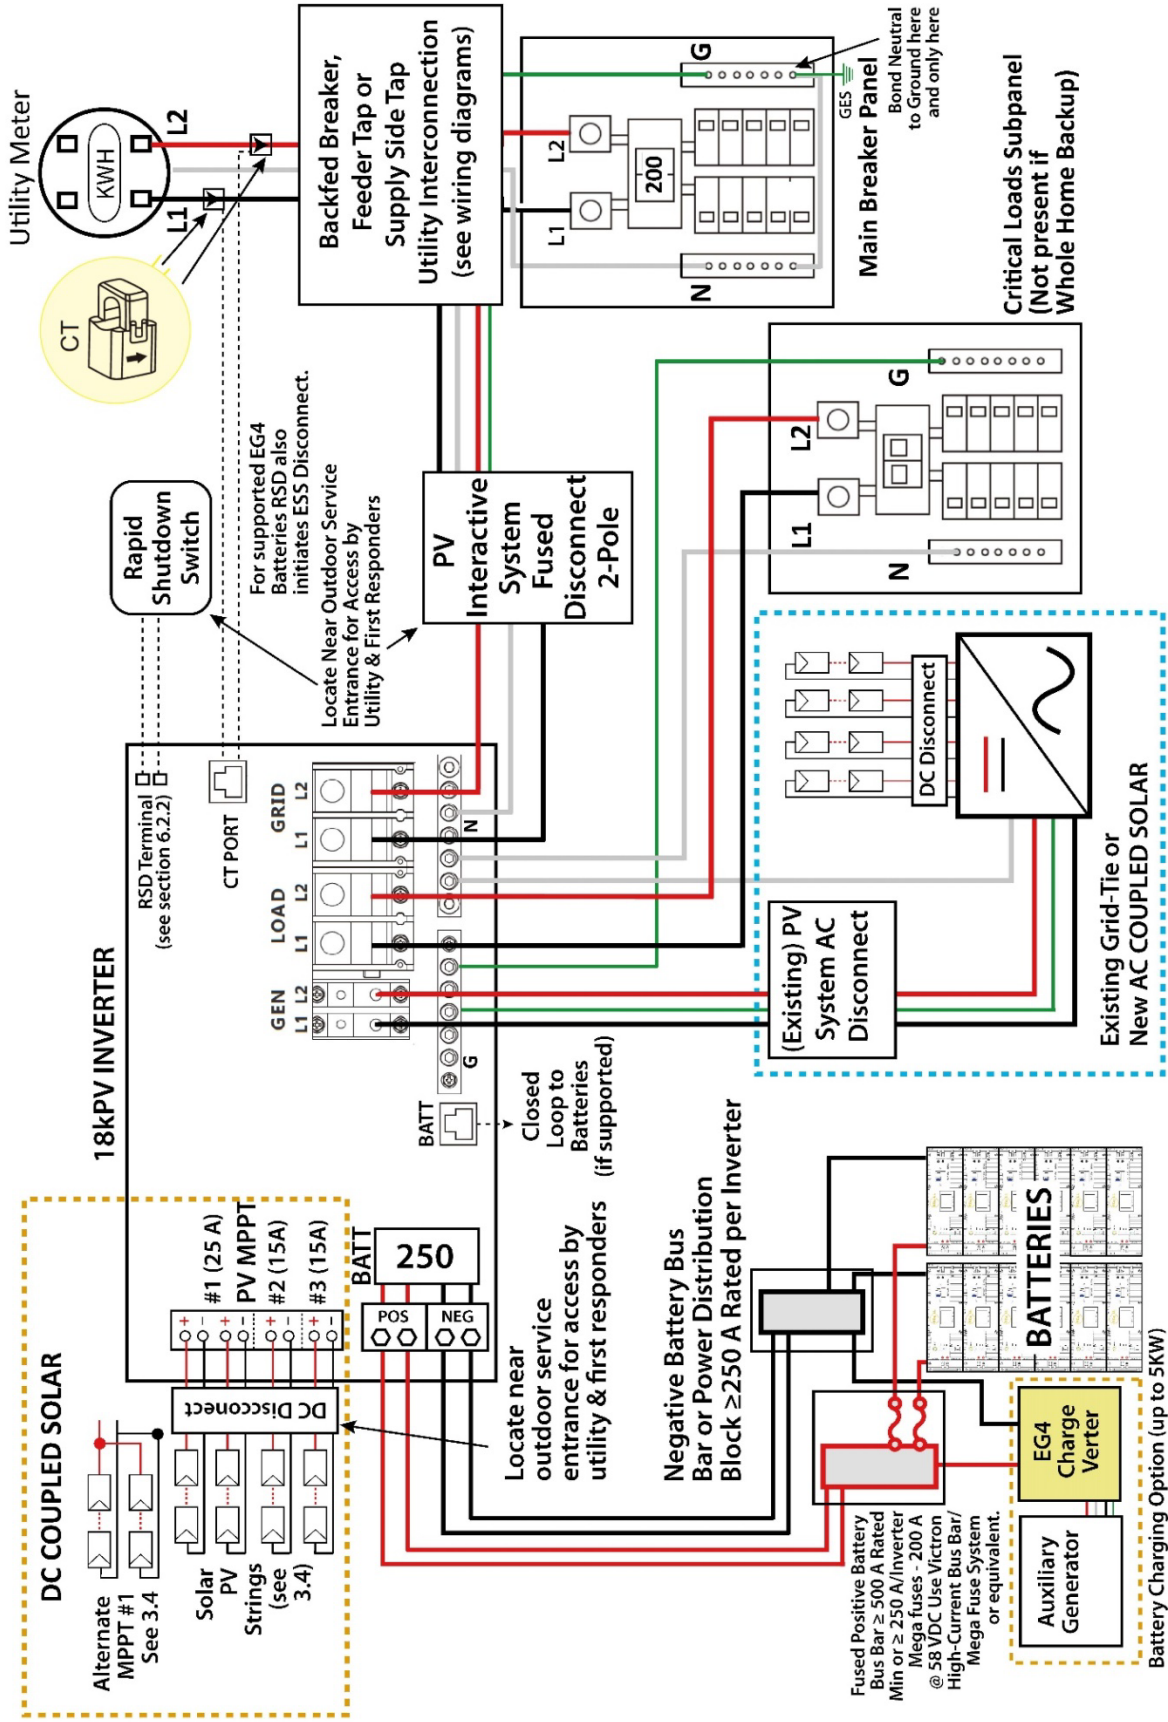 DC COUPLED SOLAR
Alternate
MPPT #1
See 3.4
Solar
PV
Strings
(see
3.4)
DC Disccoect
+
-
+
-
+
-
+
-
#1 (25 A)
PV MPPT
#2 (15A)
#3 (15A)
18kPV INVERTER
BATT
250
POS
NEG
Locate near
outdoor service
entrance for access by
utility & first responders
BATT
Closed
Loop to
Batteries
(if supported)
GEN
L1
L2
LOAD
L1
L2
GRID
L1
L2
G
N
RSD Terminal
(see section 6.2.2)
CT PORT
Rapid
Shutdown
Switch
For supported EG4
Batteries RSD also
initiates ESS Disconnect.
Locate Near Outdoor Service
Entrance for Access by
Utility & First Responders
PV
Interactive
System
Fused
Disconnect
2-Pole
Utility Meter
KWH
L1
L2
CT
Backfed Breaker,
Feeder Tap or
Supply Side Tap
Utility Interconnection
(see wiring diagrams)
L1
L2
200
N
G
GES
Bond Neutral
to Ground here
and only here
Main Breaker Panel
Critical Loads Subpanel
(Not present if
Whole Home Backup)
N
L1
L2
G
(Existing) PV
System AC
Disconnect
DC Disconnect
Existing Grid-Tie or
New AC COUPLED SOLAR
Negative Battery Bus
Bar or Power Distribution
Block ≥250 A Rated per Inverter
BATTERIES
Fused Positive Battery
Bus Bar ≥ 500 A Rated
Min or ≥ 250 A/Inverter
Mega fuses - 200 A
@ 58 VDC Use Victron
High-Current Bus Bar/
Mega Fuse System
or equivalent.
Auxiliary
Generator
EG4
Charge
Verter
Battery Charging Option (up to 5KW)